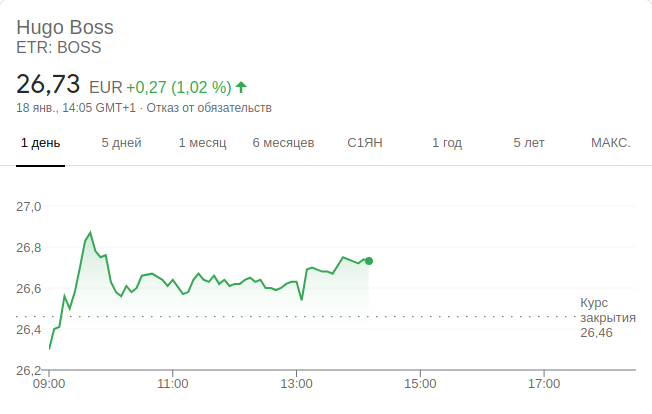 Hugo Boss
ETR: BOSS
26,73 EUR +0,27 (1,02 %)
18 янв., 14:05 GMT+1 · Отказ от обязательств
1 день 5 дней 1 месяц 6 месяцев С1ЯН 1 год 5 лет МАКС.
27,0
26,8
26,6
26,4
26,2
Курс
закрытия
26,46
09:00 11:00 13:00 15:00 17:00